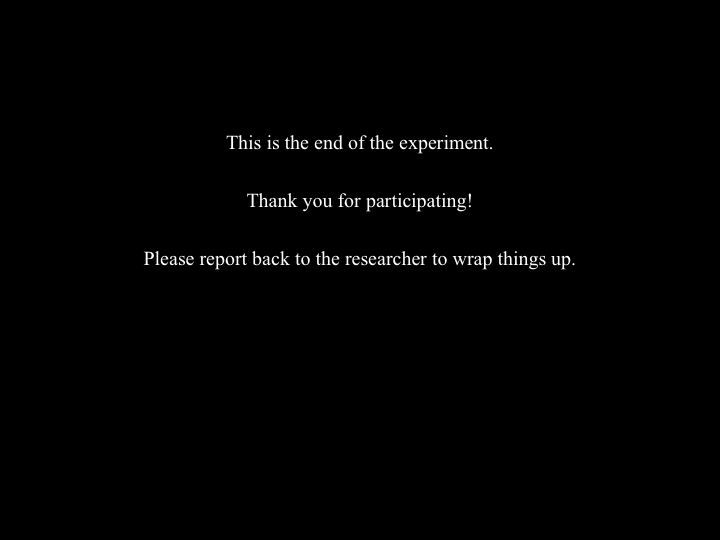 This is the end of the experiment.
Thank you for participating!
Please report back to the researcher to wrap things up.